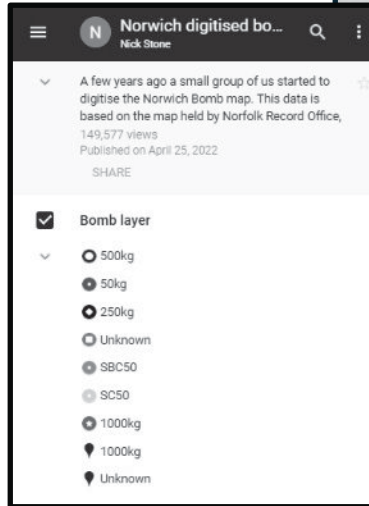 N
Norwich digitised bo...
Nick Stone
A few years ago a small group of us started to
digitise the Norwich Bomb map. This data is
based on the map held by Norfolk Record Office,
149,577 views
Published on April 25, 2022
SHARE
Bomb layer
500kg
50kg
250kg
Unknown
SBC50
SC50
1000kg
1000kg
Unknown